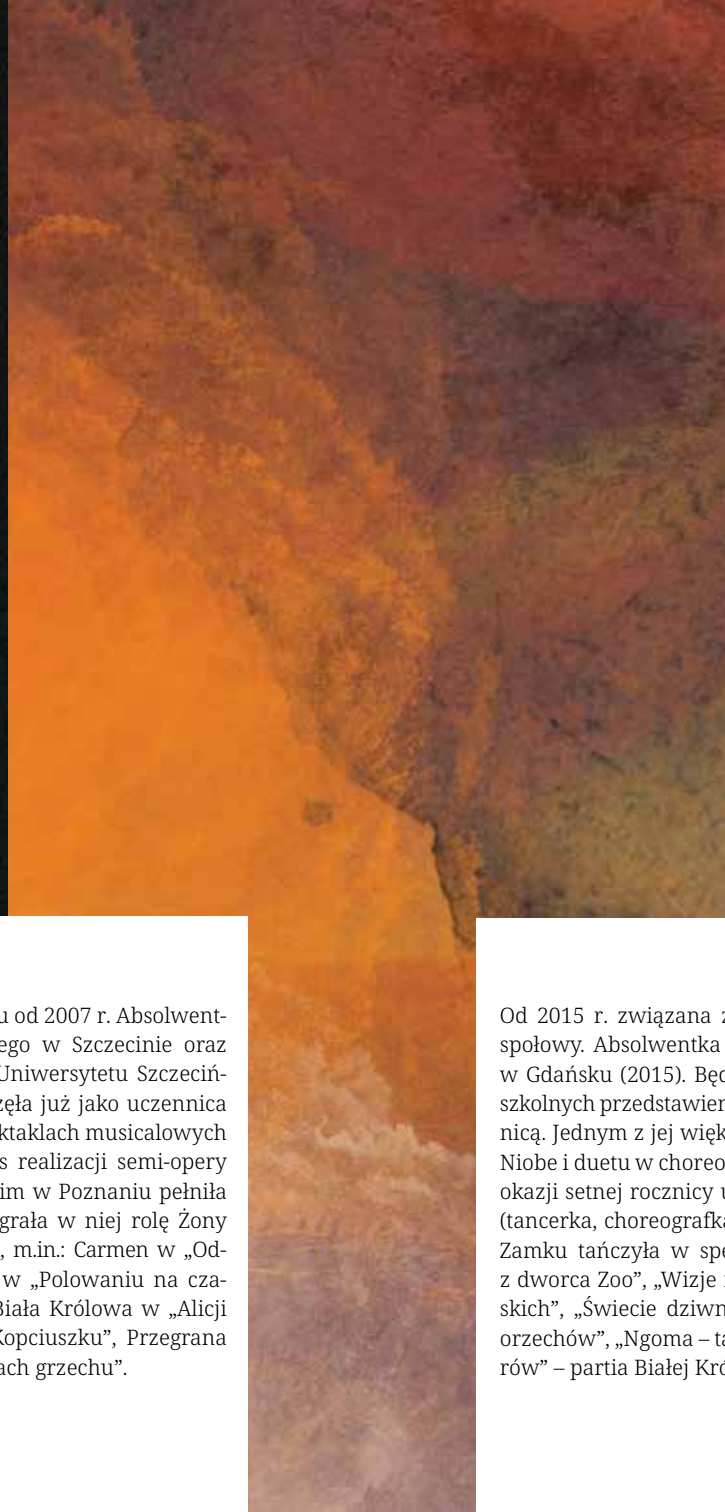 u od 2007 r. Absolwent-
ego w Szczecinie oraz
Uniwersytetu Szczeciń-
zęła już jako uczennica
ktaklach musicalowych
s realizacji semi-opery
im w Poznaniu pełniła
grała w niej rolę Żony
, m.in.: Carmen w „Od-
w „Polowaniu na cza-
Biała Królowa w „Alicji
Kopciuszku”, Przegrana
ach grzechu”.
Od 2015 r. związana z
społowy. Absolwentka
w Gdańsku (2015). Będ
szkolnych przedstawien
nicą. Jednym z jej więk
Niobe i duetu w choreo
okazji setnej rocznicy u
(tancerka, choreografka
Zamku tańczyła w spe
z dworca Zoo”, „Wizje
skich”, „Świecie dziwn
orzechów”, „Ngoma – ta
rów” – partia Białej Kró